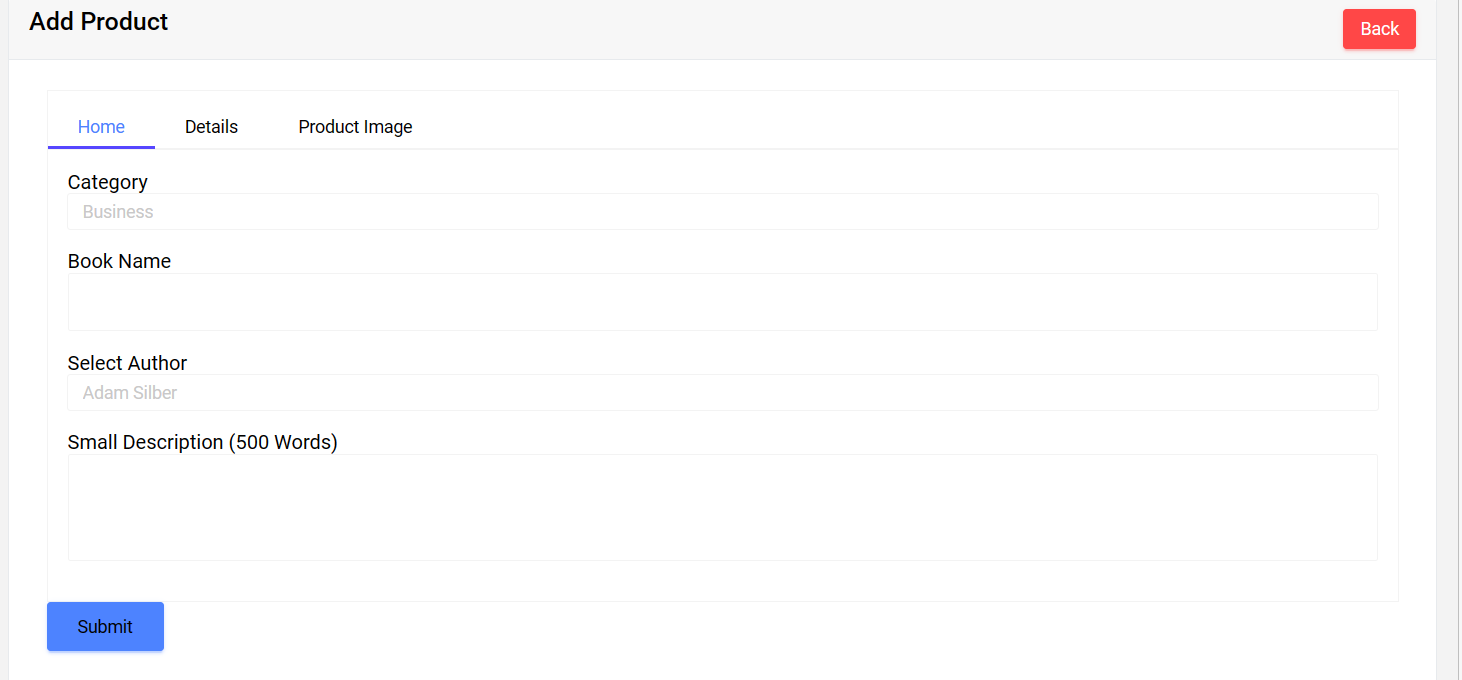 Add Product
Back
Home Details Product Image
Category
Business
Book Name
Select Author
Adam Silber
Small Description (500 Words)
Submit